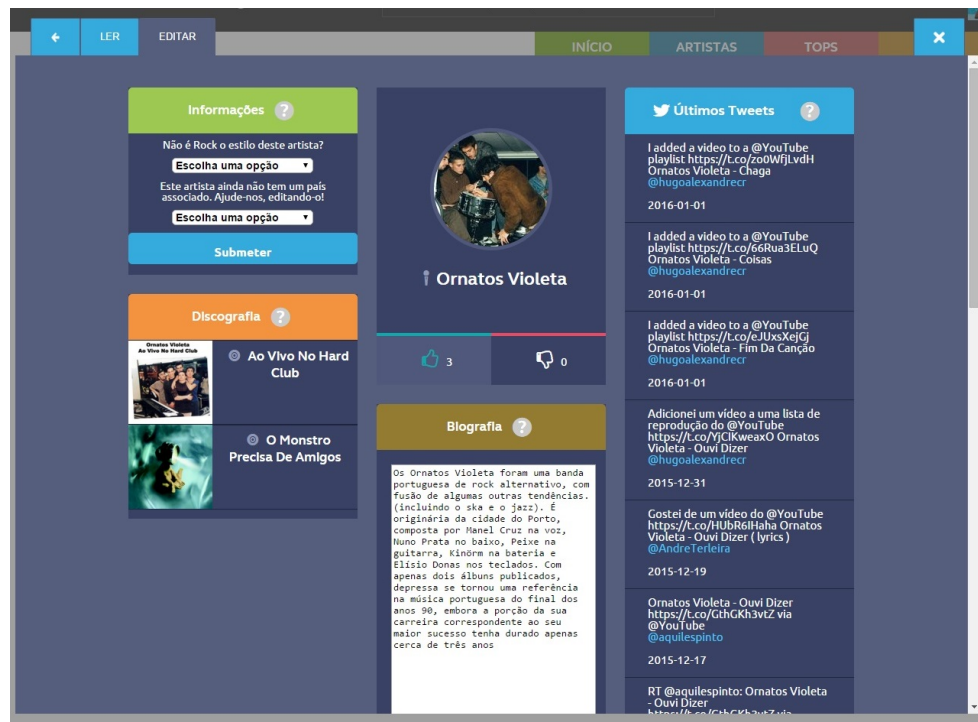 LER
EDITAR
INÍCIO
ARTISTAS
TOPS
Informações ?
Não é Rock o estilo deste artista?
Escolha uma opção
Este artista ainda não tem um país
associado. Ajude-nos, editando-o!
Escolha uma opção
Submeter
Discografia ?
Ornatos Violeta
Ao Vivo No Hard Club
Ao Vivo No Hard
Club
O Monstro
Precisa De Amigos
Ornatos Violeta
3
0
Biografia ?
Os Ornatos Violeta foram uma banda
portuguesa de rock alternativo, com
fusão de algumas outras tendências.
(incluindo o ska e o jazz). É
originária da cidade do Porto,
composta por Manel Cruz na voz,
Nuno Prata no baixo, Peixe na
guitarra, Kinörm na bateria e
Elísio Donas nos teclados. Com
apenas dois álbuns publicados,
depressa se tornou uma referência
na música portuguesa do final dos
anos 90, embora a porção da sua
carreira correspondente ao seu
maior sucesso tenha durado apenas
cerca de três anos
Últimos Tweets ?
I added a video to a @YouTube
playlist https://t.co/zo0WfjLvdH
Ornatos Violeta - Chaga
@hugoalexandrecr
2016-01-01
I added a video to a @YouTube
playlist https://t.co/66Rua3ELuQ
Ornatos Violeta - Coisas
@hugoalexandrecr
2016-01-01
I added a video to a @YouTube
playlist https://t.co/eJUxsXejGj
Ornatos Violeta - Fim Da Canção
@hugoalexandrecr
2016-01-01
Adicionei um vídeo a uma lista de
reprodução do @YouTube
https://t.co/YjClKweaxO Ornatos
Violeta - Ouvi Dizer
@hugoalexandrecr
2015-12-31
Gostei de um vídeo do @YouTube
https://t.co/HUbR6IHaha Ornatos
Violeta - Ouvi Dizer ( lyrics )
@AndreTerleira
2015-12-19
Ornatos Violeta - Ouvi Dizer
https://t.co/GthGKh3vtZ via
@YouTube
@aquilespinto
2015-12-17
RT @aquilespinto: Ornatos Violeta
- Ouvi Dizer